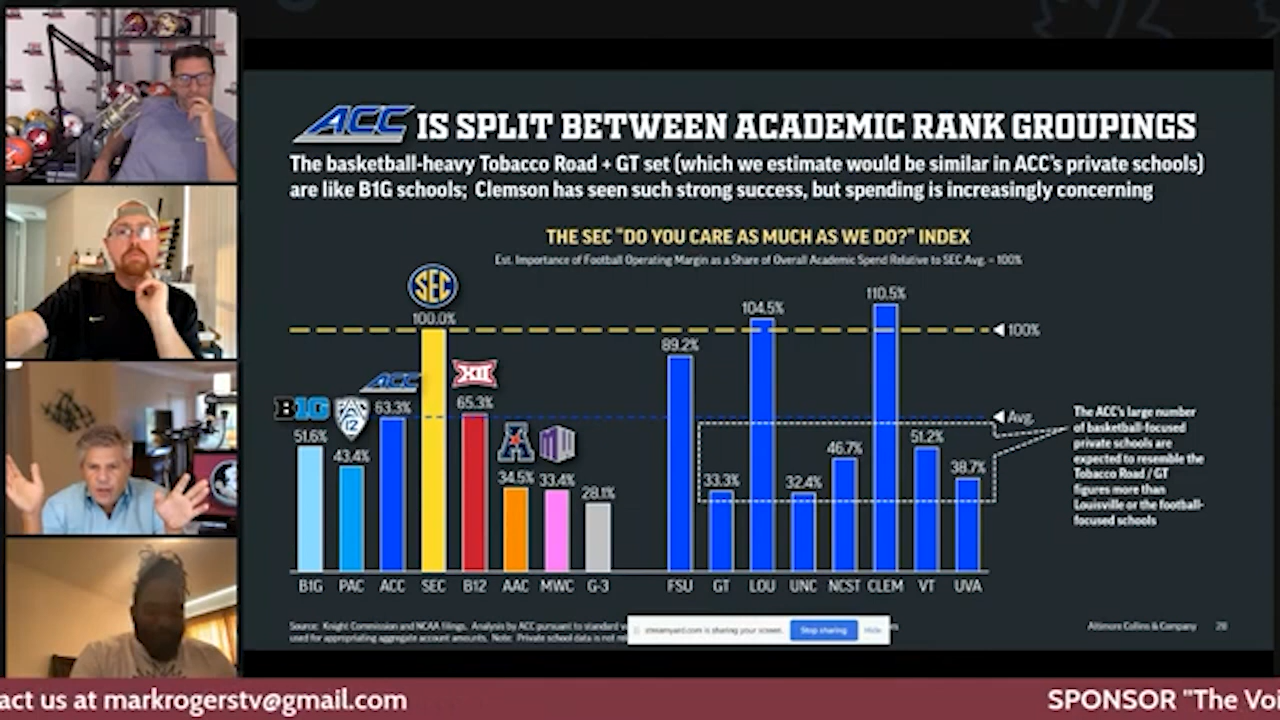 ACC IS SPLIT BETWEEN ACADEMIC RANK GROUPINGS
The basketball-heavy Tobacco Road + GT set (which we estimate would be similar in ACC's private schools)
are like B1G schools; Clemson has seen such strong success, but spending is increasingly concerning
THE SEC "DO YOU CARE AS MUCH AS WE DO?" INDEX
Est. Importance of Football Operating Margin as a Share of Overall Academic Spend Relative to SEC Avg. = 100%
SEC
100.0%
B1G
51.6%
PAC 12
43.4%
ACC
63.3%
XII
65.3%
A
34.5%
MW
33.4%
28.1%
89.2%
33.3%
104.5%
32.4%
46.7%
110.5%
51.2%
38.7%
100%
Avg.
The ACC's large number
of basketball-focused
private schools are
expected to resemble the
Tobacco Road / GT
figures more than
Louisville or the football-
focused schools
B1G PAC ACC SEC B12 AAC MWC G-3 FSU GT LOU UNC NCST CLEM VT UVA
Source: Knight Commission and NCAA filings. Analysis by ACC pursuant to standard
used for appropriating aggregate account amounts. Note: Private school data is not
streamyard.com is sharing your screen. Stop sharing Hide
Altimore Collins & Company
act us at markrogerstv@gmail.com
SPONSOR "The Voi